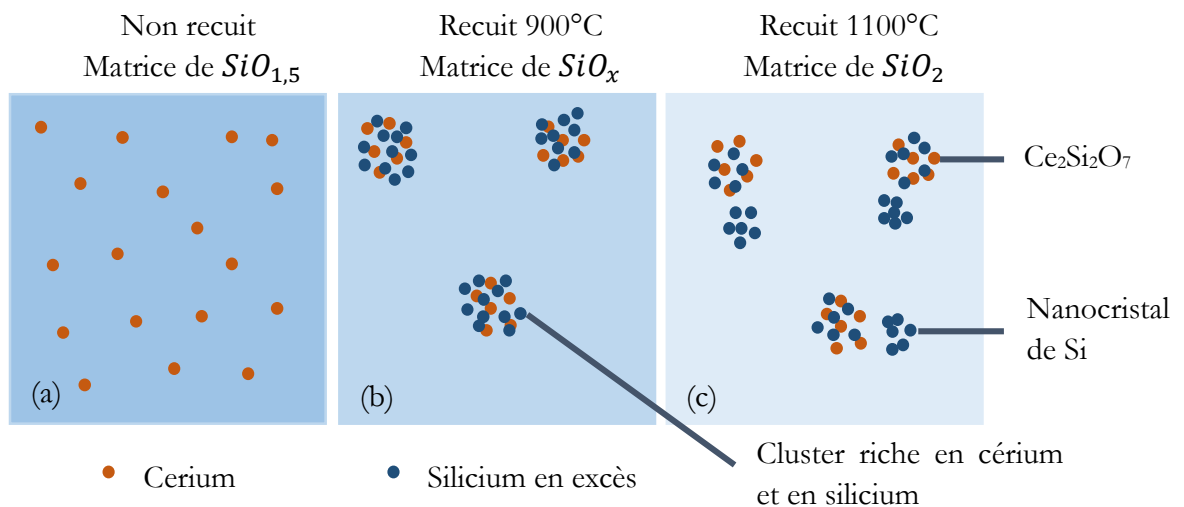 Non recuit
Matrice de SiO₁,₅
Recuit 900°C
Matrice de SiOₓ
Recuit 1100°C
Matrice de SiO₂
Ce₂Si₂O₇
Nanocristal
de Si
(a)
(b)
(c)
Cerium
Silicium en excès
Cluster riche en cérium
et en silicium